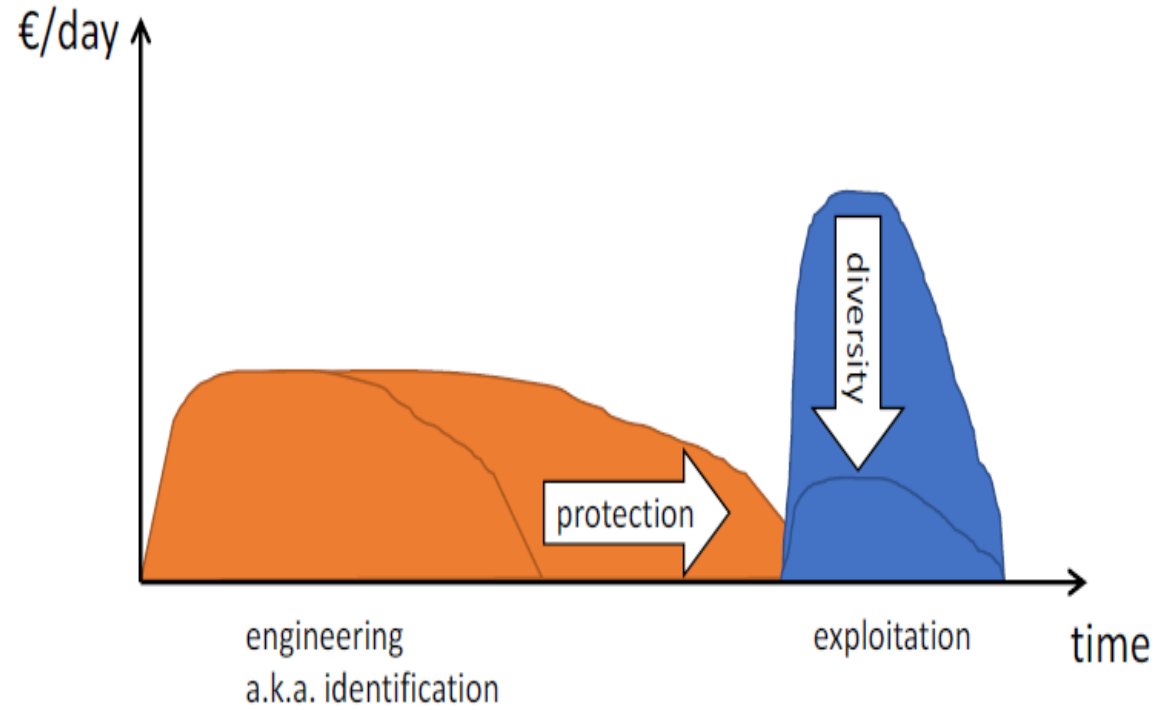 €/day
diversity
protection
engineering
a.k.a. identification
exploitation
time